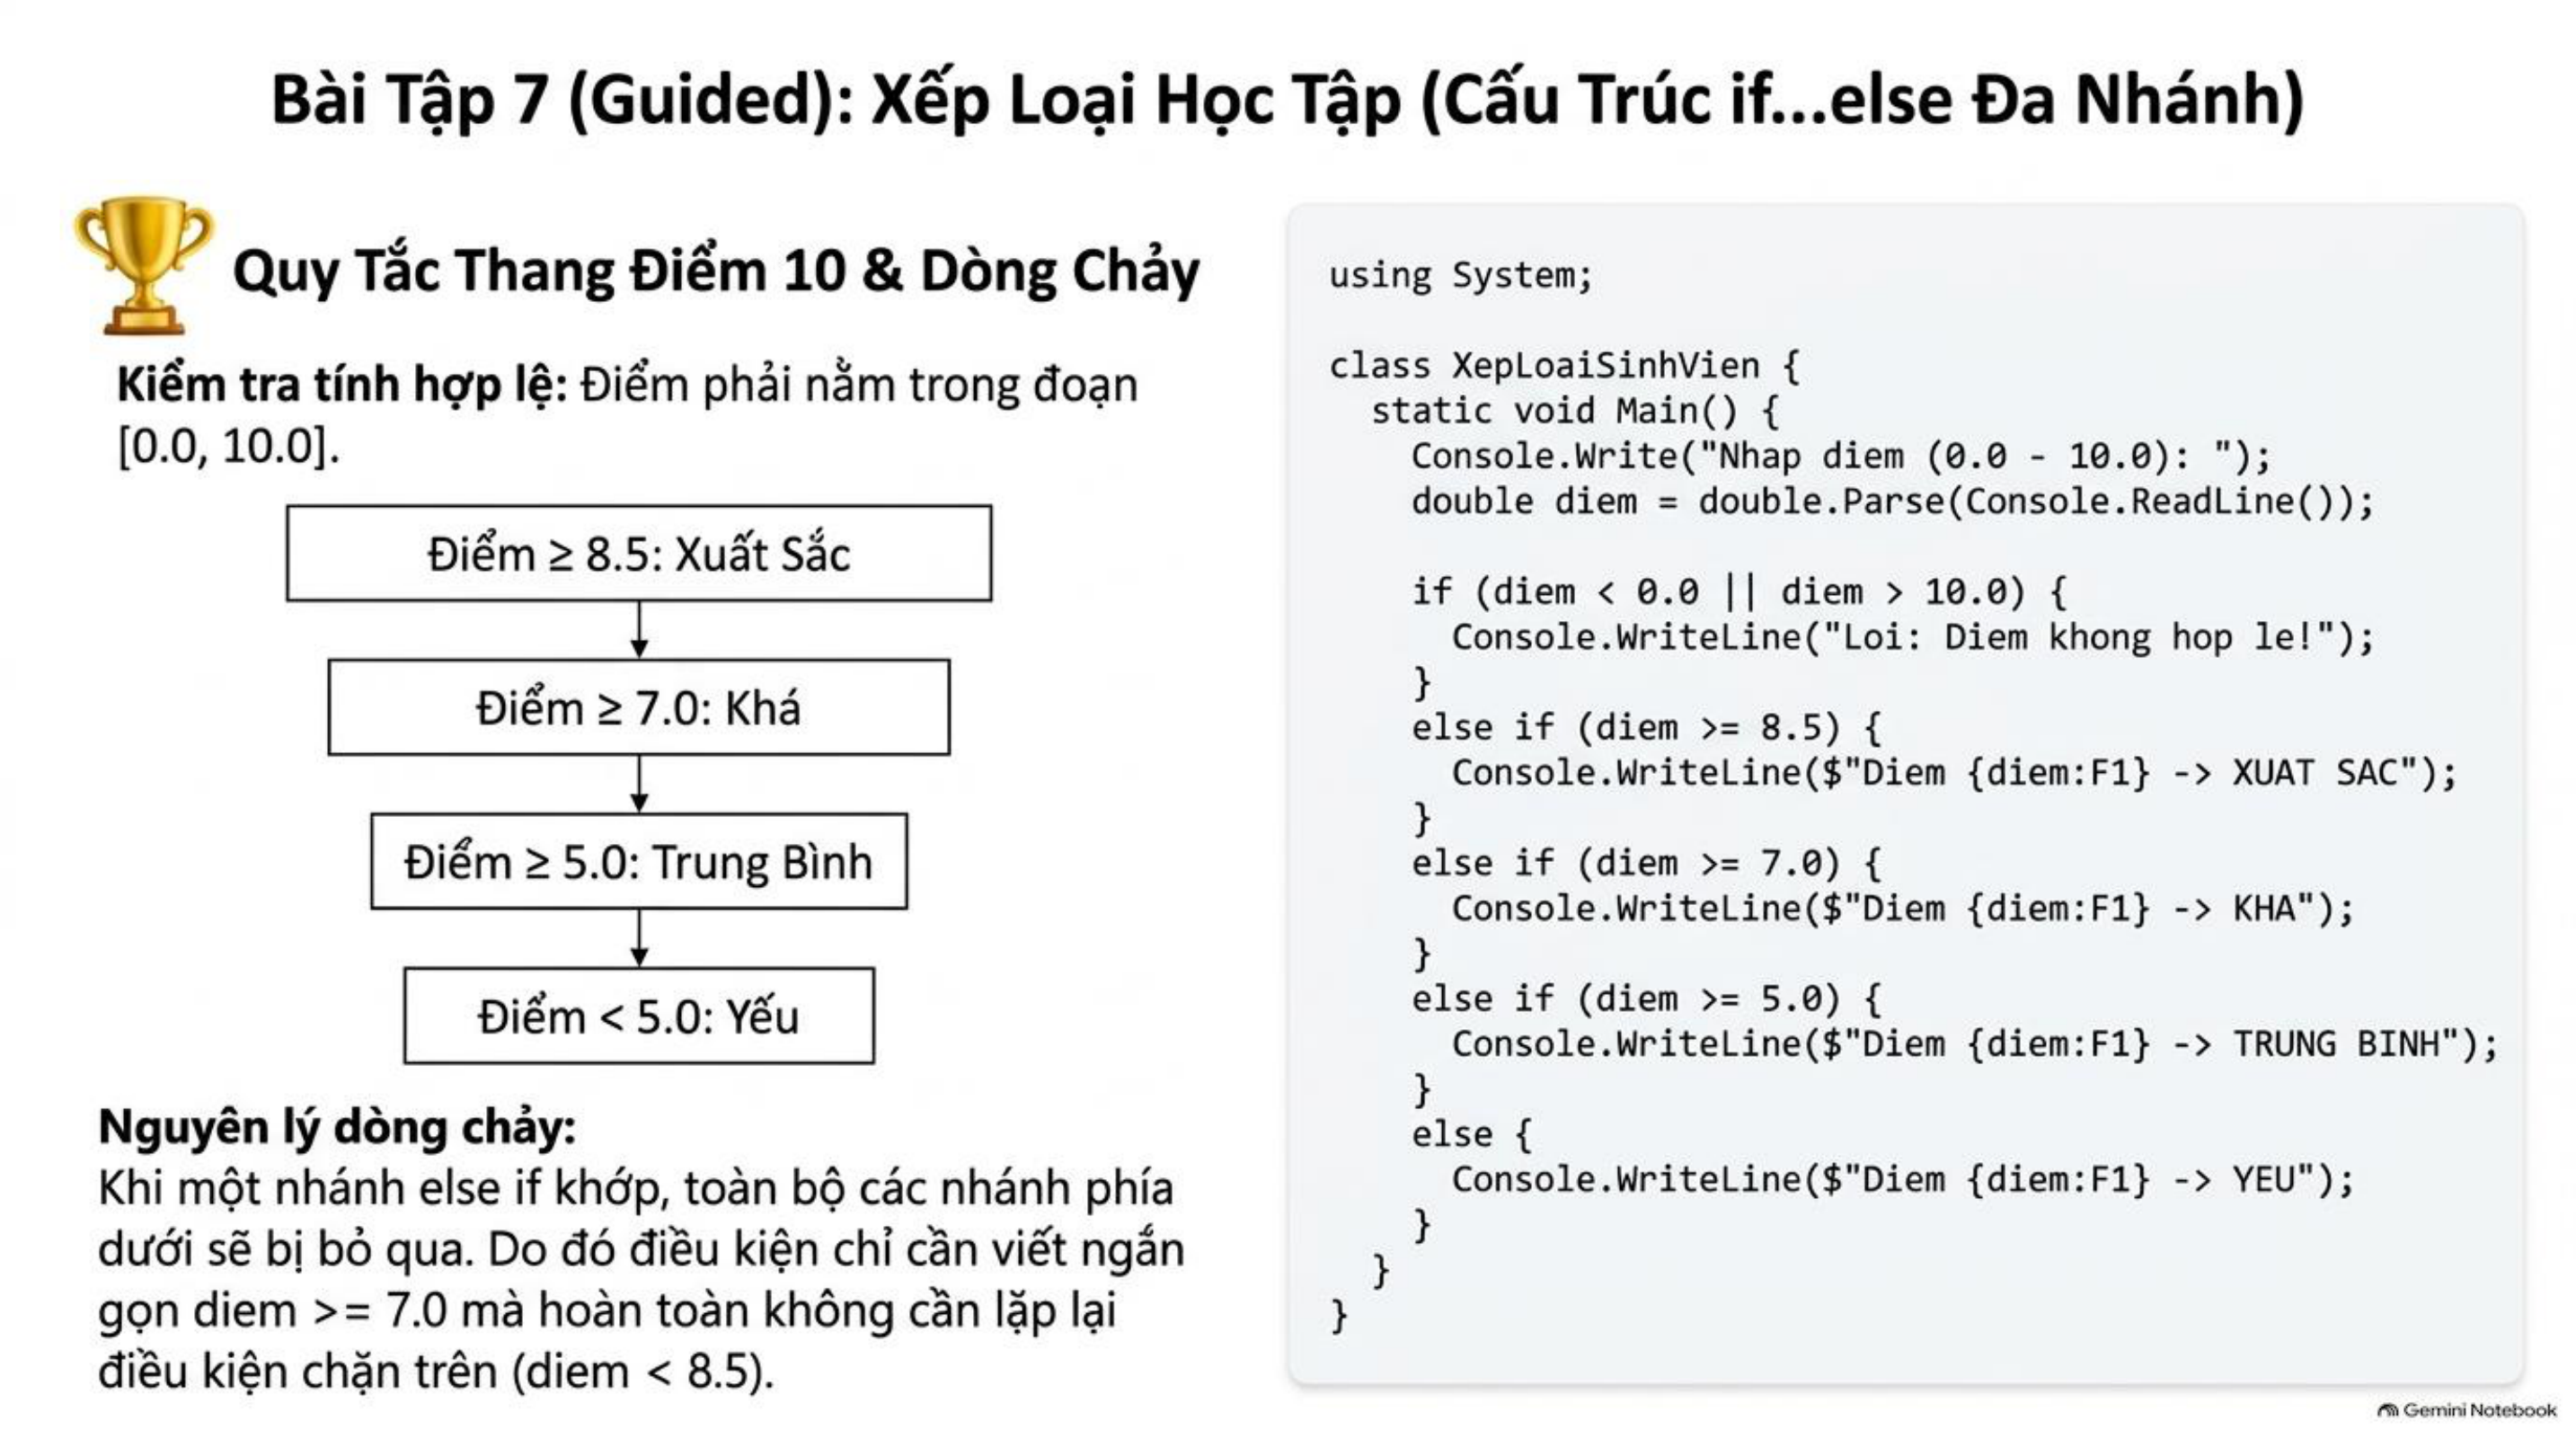 Bài Tập 7 (Guided): Xếp Loại Học Tập (Cấu Trúc if...else Đa Nhánh)
Quy Tắc Thang Điểm 10 & Dòng Chảy
Kiểm tra tính hợp lệ: Điểm phải nằm trong đoạn
[0.0, 10.0].
Điểm ≥ 8.5: Xuất Sắc
Điểm ≥ 7.0: Khá
Điểm ≥ 5.0: Trung Bình
Điểm < 5.0: Yếu
Nguyên lý dòng chảy:
Khi một nhánh else if khớp, toàn bộ các nhánh phía
dưới sẽ bị bỏ qua. Do đó điều kiện chỉ cần viết ngắn
gọn diem >= 7.0 mà hoàn toàn không cần lặp lại
điều kiện chặn trên (diem < 8.5).
using System;
class XepLoaiSinhVien {
static void Main() {
Console.Write("Nhap diem (0.0 - 10.0): ");
double diem = double.Parse(Console.ReadLine());
if (diem < 0.0 || diem > 10.0) {
Console.WriteLine("Loi: Diem khong hop le!");
}
else if (diem >= 8.5) {
Console.WriteLine($"Diem {diem:F1} -> XUAT SAC");
}
else if (diem >= 7.0) {
Console.WriteLine($"Diem {diem:F1} -> KHA");
}
else if (diem >= 5.0) {
Console.WriteLine($"Diem {diem:F1} -> TRUNG BINH");
}
else {
Console.WriteLine($"Diem {diem:F1} -> YEU");
}
}
}
Gemini Notebook